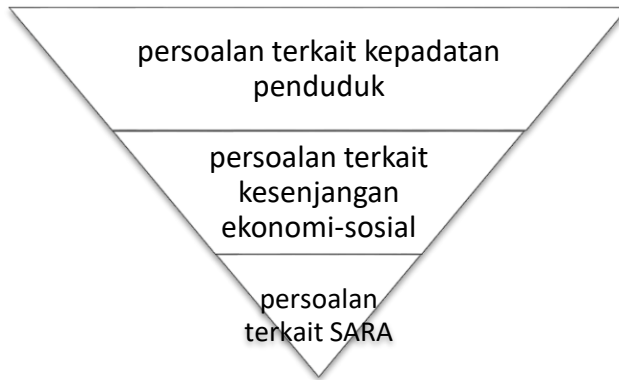 persoalan terkait kepadatan
penduduk
persoalan terkait
kesenjangan
ekonomi-sosial
persoalan
terkait SARA